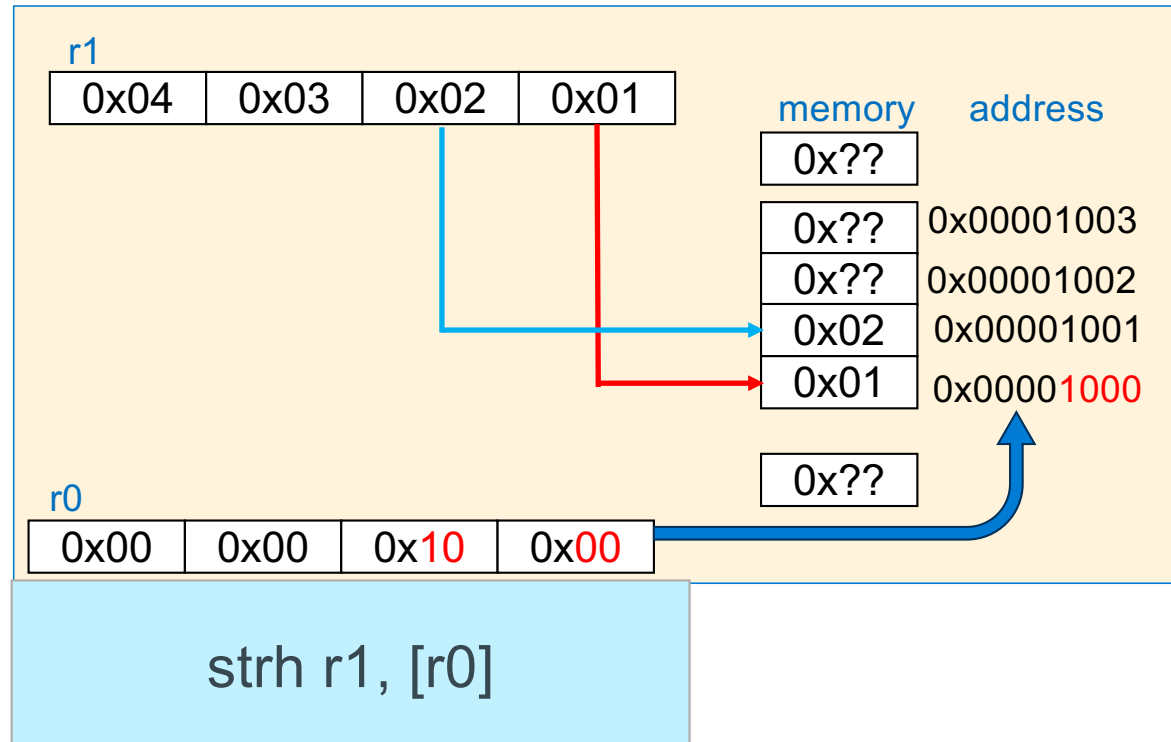 r1
0x04 0x03 0x02 0x01
memory address
0x??
0x?? 0x00001003
0x?? 0x00001002
0x02 0x00001001
0x01 0x00001000
0x??
r0
0x00 0x00 0x10 0x00
strh r1, [r0]